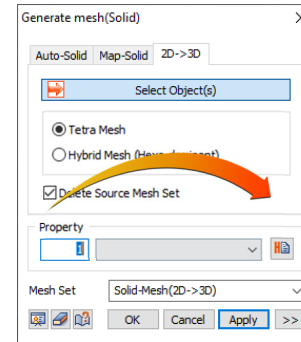 Generate mesh(Solid)
Auto-Solid Map-Solid 2D->3D
Select Object(s)
Tetra Mesh
Hybrid Mesh (Hexa dominant)
Delete Source Mesh Set
Property
1
Mesh Set Solid-Mesh(2D->3D)
OK Cancel Apply >>